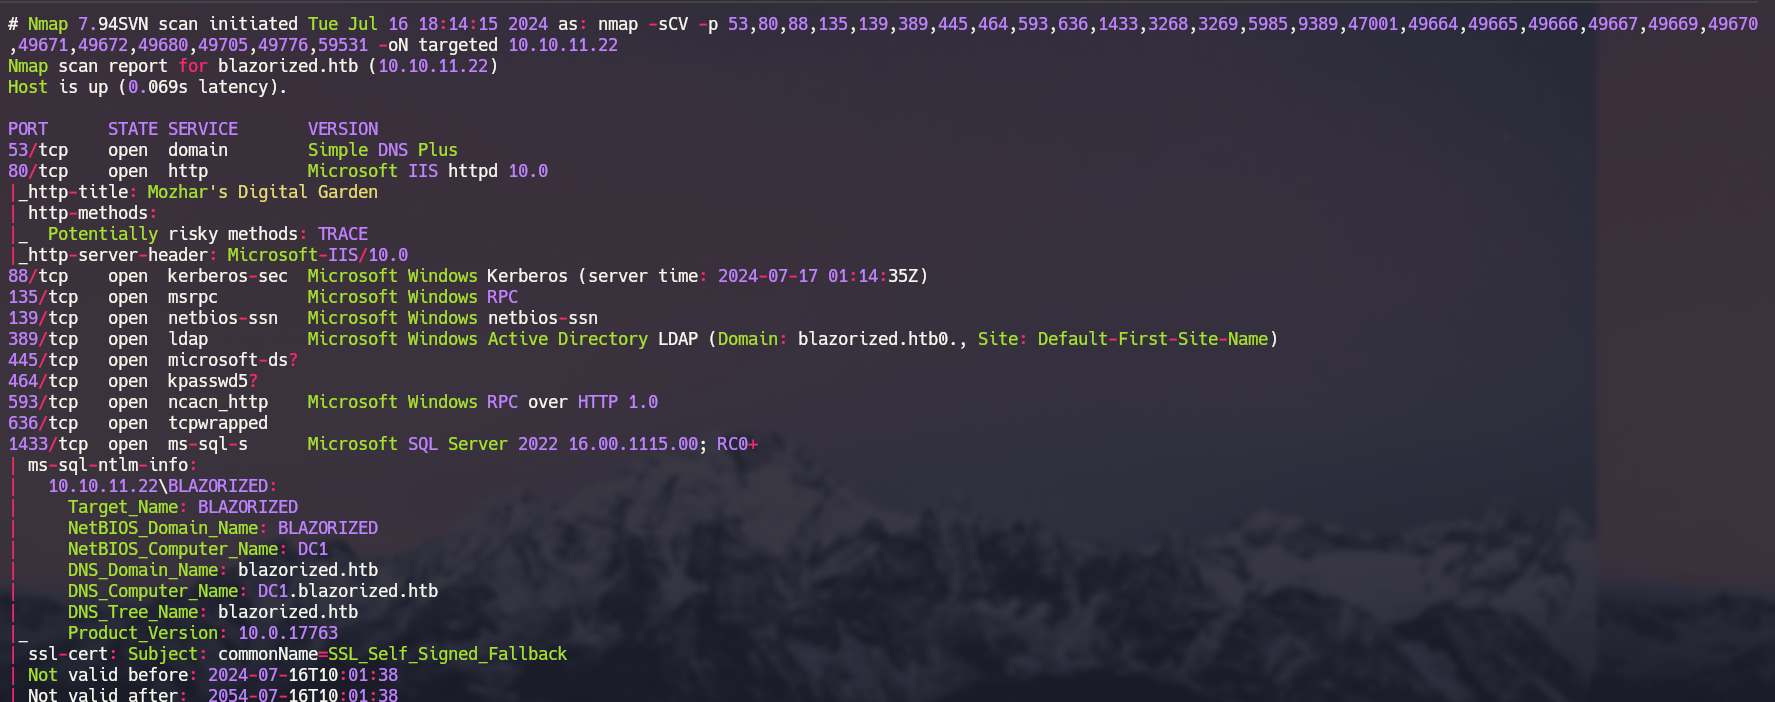 # Nmap 7.94SVN scan initiated Tue Jul 16 18:14:15 2024 as: nmap -sCV -p 53,80,88,135,139,389,445,464,593,636,1433,3268,3269,5985,9389,47001,49664,49665,49666,49667,49669,49670
,49671,49672,49680,49705,49776,59531 -oN targeted 10.10.11.22
Nmap scan report for blazorized.htb (10.10.11.22)
Host is up (0.069s latency).

PORT      STATE SERVICE       VERSION
53/tcp    open  domain        Simple DNS Plus
80/tcp    open  http          Microsoft IIS httpd 10.0
|_http-title: Mozhar's Digital Garden
| http-methods:
|_  Potentially risky methods: TRACE
|_http-server-header: Microsoft-IIS/10.0
88/tcp    open  kerberos-sec  Microsoft Windows Kerberos (server time: 2024-07-17 01:14:35Z)
135/tcp   open  msrpc         Microsoft Windows RPC
139/tcp   open  netbios-ssn   Microsoft Windows netbios-ssn
389/tcp   open  ldap          Microsoft Windows Active Directory LDAP (Domain: blazorized.htb0., Site: Default-First-Site-Name)
445/tcp   open  microsoft-ds?
464/tcp   open  kpasswd5?
593/tcp   open  ncacn_http    Microsoft Windows RPC over HTTP 1.0
636/tcp   open  tcpwrapped
1433/tcp  open  ms-sql-s      Microsoft SQL Server 2022 16.00.1115.00; RC0+
| ms-sql-ntlm-info:
|   10.10.11.22\BLAZORIZED:
|     Target_Name: BLAZORIZED
|     NetBIOS_Domain_Name: BLAZORIZED
|     NetBIOS_Computer_Name: DC1
|     DNS_Domain_Name: blazorized.htb
|     DNS_Computer_Name: DC1.blazorized.htb
|     DNS_Tree_Name: blazorized.htb
|_    Product_Version: 10.0.17763
| ssl-cert: Subject: commonName=SSL_Self_Signed_Fallback
| Not valid before: 2024-07-16T10:01:38
| Not valid after:  2054-07-16T10:01:38